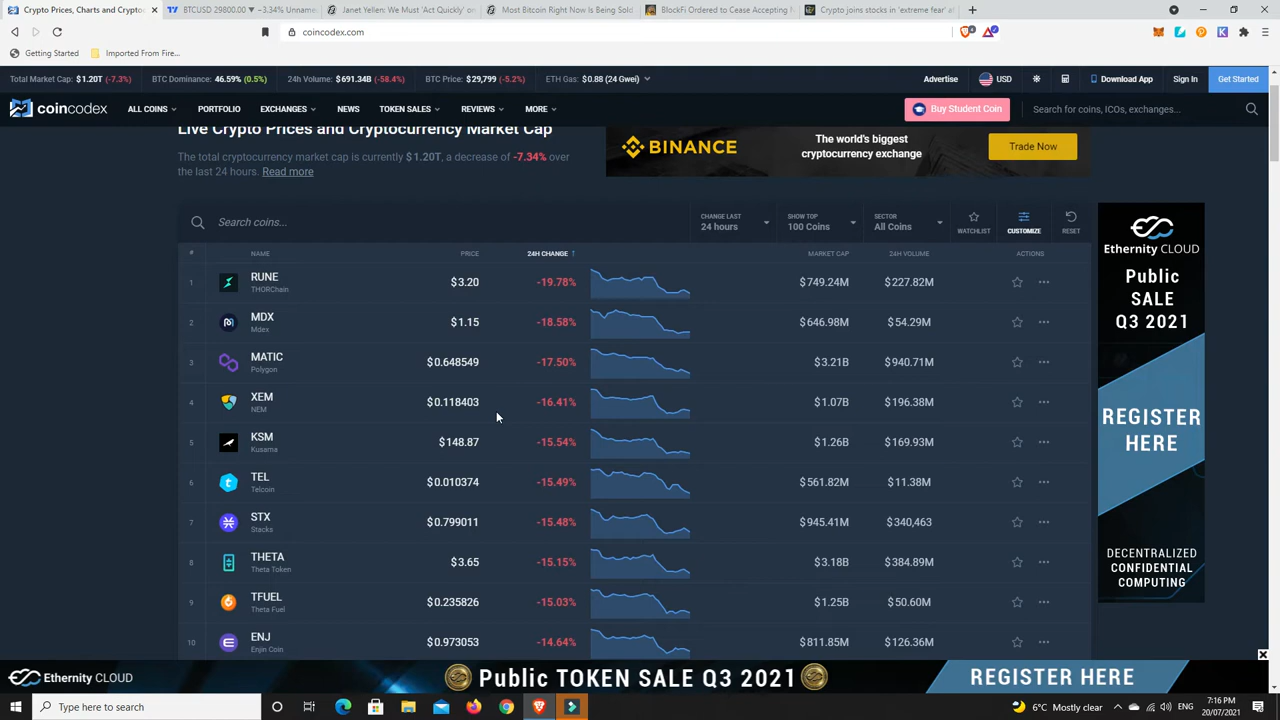 Crypto Prices, Charts and Cryptoc
BTCUSD 29800.00 ▾ −3.34% Unname
Janet Yellen: We Must 'Act Quickly' on
Most Bitcoin Right Now Is Being Sold
BlockFi Ordered to Cease Accepting N
Crypto joins stocks in 'extreme fear' a
coincodex.com
Getting Started
Imported From Fire...
Total Market Cap: $1.20T (-7.3%)
BTC Dominance: 46.59% (0.5%)
24h Volume: $691.34B (-58.4%)
BTC Price: $29,799 (-5.2%)
ETH Gas: $0.88 (24 Gwei)
Advertise
USD
Download App
Sign In
Get Started
coincodex
ALL COINS
PORTFOLIO
EXCHANGES
NEWS
TOKEN SALES
REVIEWS
MORE
Buy Student Coin
Search for coins, ICOs, exchanges...
Live Crypto Prices and Cryptocurrency Market Cap
The total cryptocurrency market cap is currently $1.20T, a decrease of -7.34% over
the last 24 hours. Read more
BINANCE
The world's biggest
cryptocurrency exchange
Trade Now
Search coins...
CHANGE LAST
24 hours
SHOW TOP
100 Coins
SECTOR
All Coins
WATCHLIST
CUSTOMIZE
RESET
# NAME PRICE 24H CHANGE ↑ MARKET CAP 24H VOLUME ACTIONS
1 RUNE $3.20 -19.78% $749.24M $227.82M
THORChain
2 MDX $1.15 -18.58% $646.98M $54.29M
Mdex
3 MATIC $0.648549 -17.50% $3.21B $940.71M
Polygon
4 XEM $0.118403 -16.41% $1.07B $196.38M
NEM
5 KSM $148.87 -15.54% $1.26B $169.93M
Kusama
6 TEL $0.010374 -15.49% $561.82M $11.38M
Telcoin
7 STX $0.799011 -15.48% $945.41M $340,463
Stacks
8 THETA $3.65 -15.15% $3.18B $384.89M
Theta Token
9 TFUEL $0.235826 -15.03% $1.25B $50.60M
Theta Fuel
10 ENJ $0.973053 -14.64% $811.85M $126.36M
Enjin Coin
Ethernity CLOUD
Public
SALE
Q3 2021
REGISTER
HERE
DECENTRALIZED
CONFIDENTIAL
COMPUTING
Ethernity CLOUD
Public TOKEN SALE Q3 2021
REGISTER HERE
Type here to search
6°C Mostly clear
ENG
7:16 PM
20/07/2021